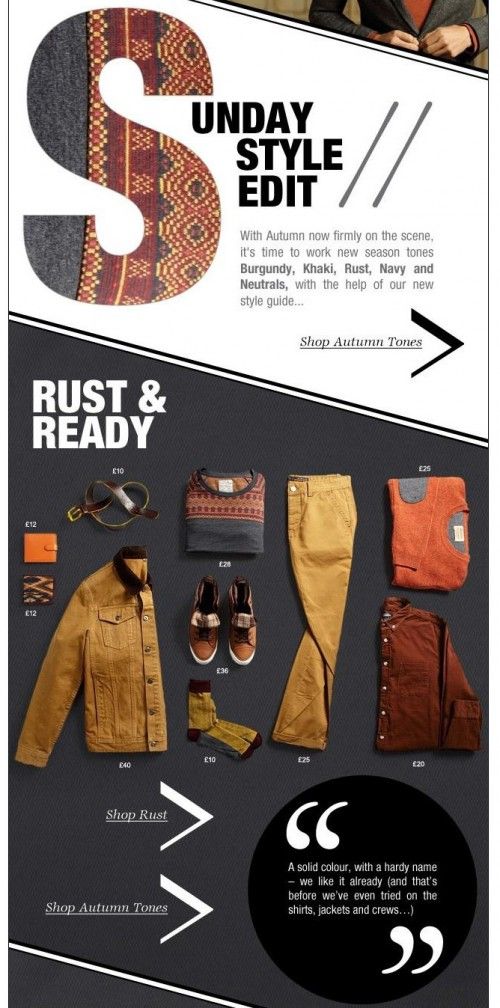 SUNDAY
STYLE
EDIT
With Autumn now firmly on the scene,
it's time to work new season tones
Burgundy, Khaki, Rust, Navy and
Neutrals, with the help of our new
style guide...
Shop Autumn Tones
RUST &
READY
£10
£25
£12
£28
£12
£36
£40
£10
£25
£20
Shop Rust
Shop Autumn Tones
“
A solid colour, with a hardy name
– we like it already (and that's
before we've even tried on the
shirts, jackets and crews…)
”